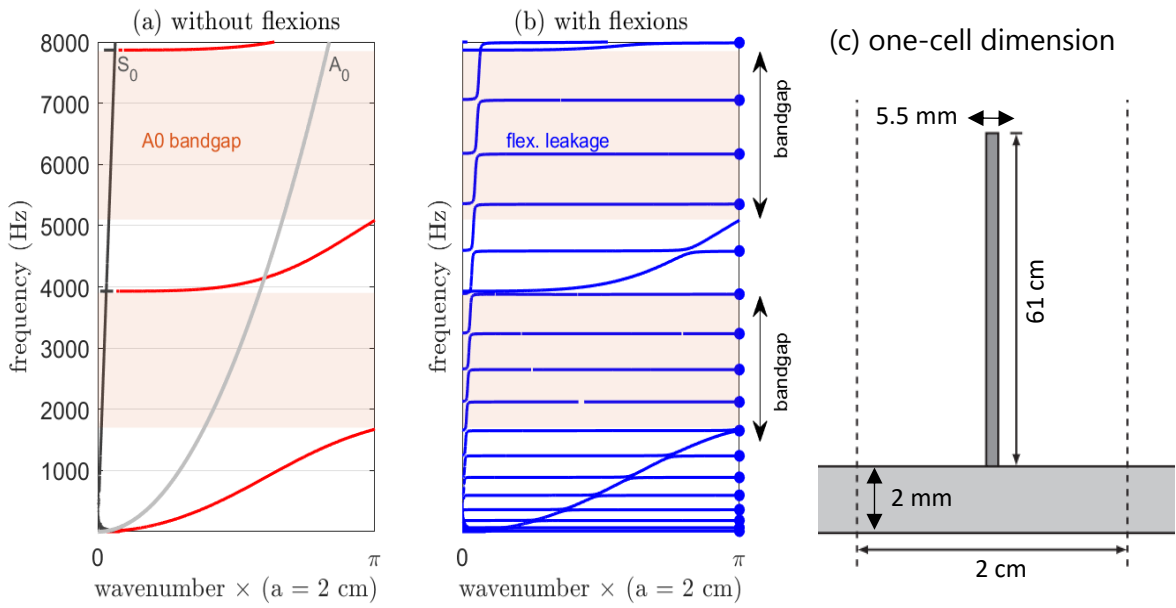 (a) without flexions
8000
7000
6000
5000
4000
3000
2000
1000
frequency (Hz)
S0
A0
A0 bandgap
0
π
wavenumber × (a = 2 cm)
(b) with flexions
frequency (Hz)
flex. leakage
bandgap
bandgap
0
π
wavenumber × (a = 2 cm)
(c) one-cell dimension
5.5 mm
61 cm
2 mm
2 cm